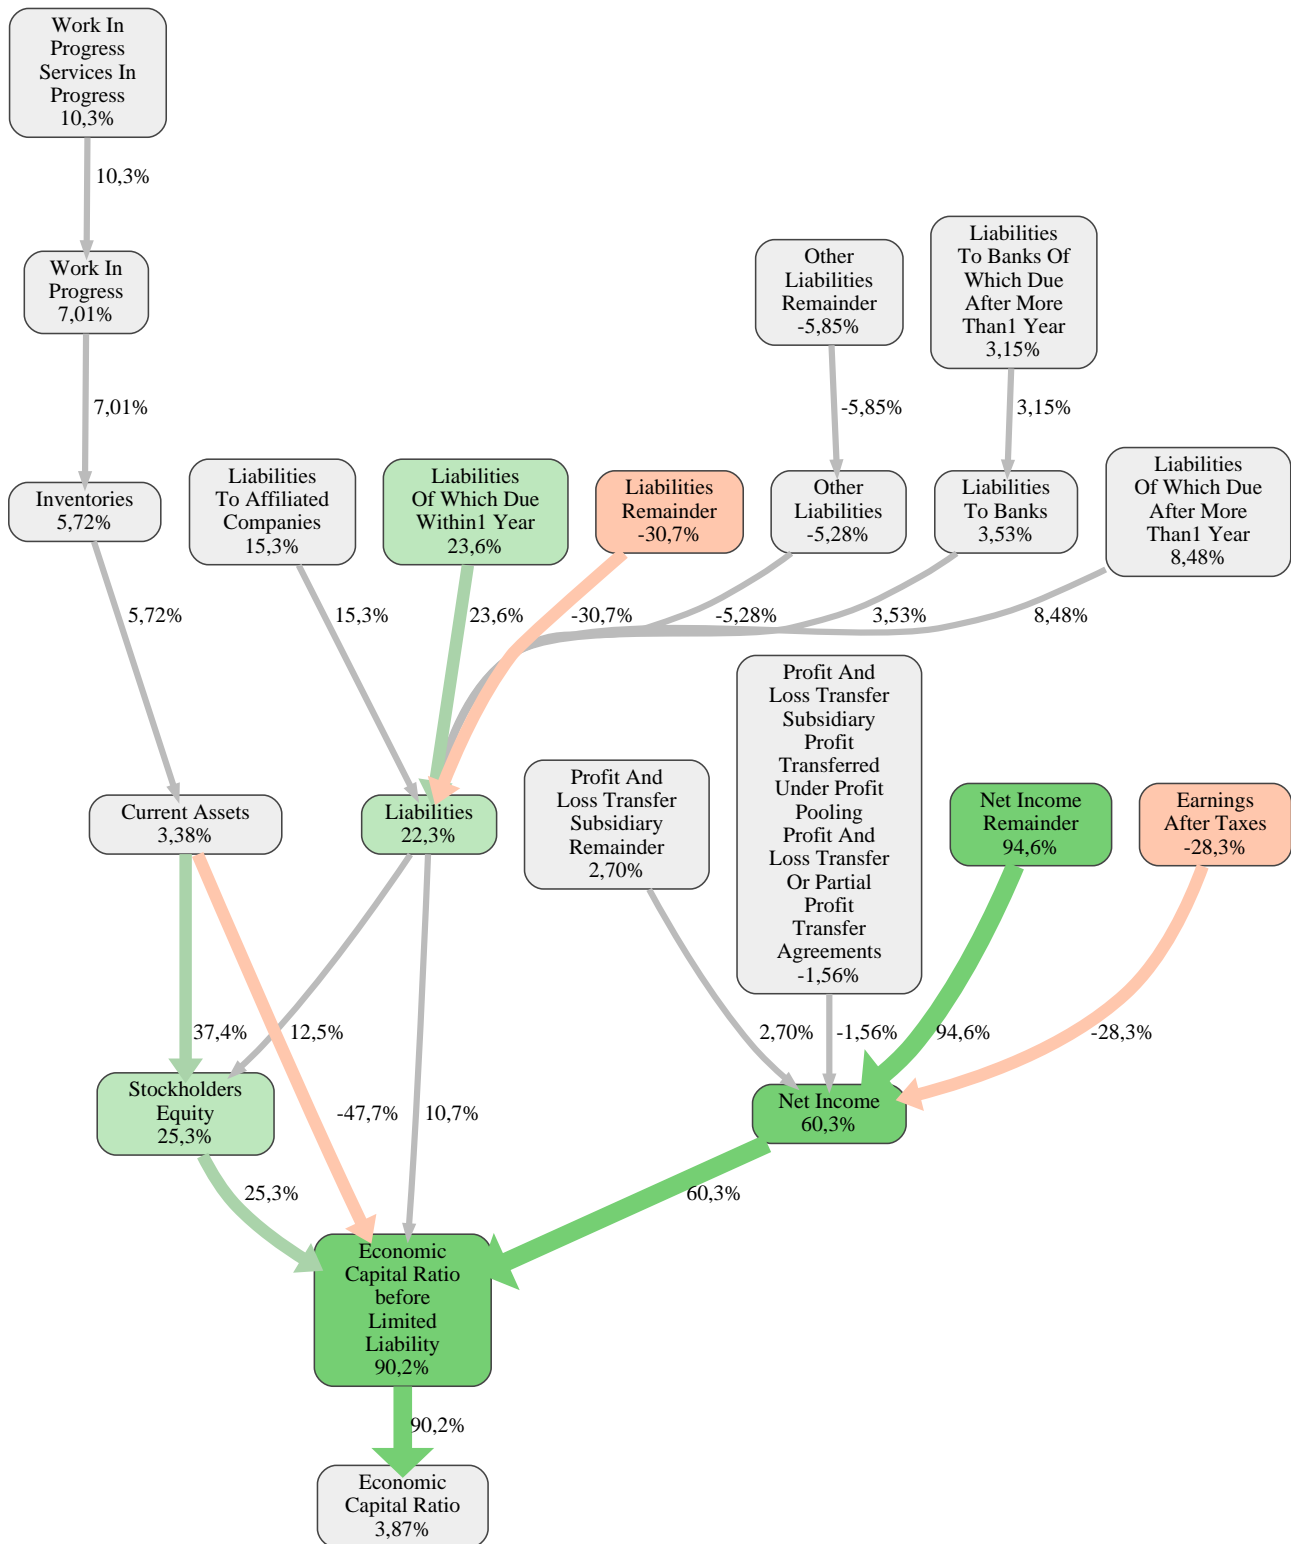 Work In
Progress
Services In
Progress
10,3%
10,3%
Work In
Progress
7,01%
Other
Liabilities
Remainder
-5,85%
Liabilities
To Banks Of
Which Due
After More
Than1 Year
3,15%
7,01%
-5,85%
3,15%
Inventories
5,72%
Liabilities
To Affiliated
Companies
15,3%
Liabilities
Of Which Due
Within1 Year
23,6%
Liabilities
Remainder
-30,7%
Other
Liabilities
-5,28%
Liabilities
To Banks
3,53%
Liabilities
Of Which Due
After More
Than1 Year
8,48%
5,72%
15,3%
23,6%
-30,7%
-5,28%
3,53%
8,48%
Current Assets
3,38%
Liabilities
22,3%
Profit And
Loss Transfer
Subsidiary
Remainder
2,70%
Profit And
Loss Transfer
Subsidiary
Profit
Transferred
Under Profit
Pooling
Profit And
Loss Transfer
Or Partial
Profit
Transfer
Agreements
-1,56%
Net Income
Remainder
94,6%
Earnings
After Taxes
-28,3%
37,4%
12,5%
2,70%
-1,56%
94,6%
-28,3%
Stockholders
Equity
25,3%
-47,7%
10,7%
Net Income
60,3%
25,3%
60,3%
Economic
Capital Ratio
before
Limited
Liability
90,2%
90,2%
Economic
Capital Ratio
3,87%